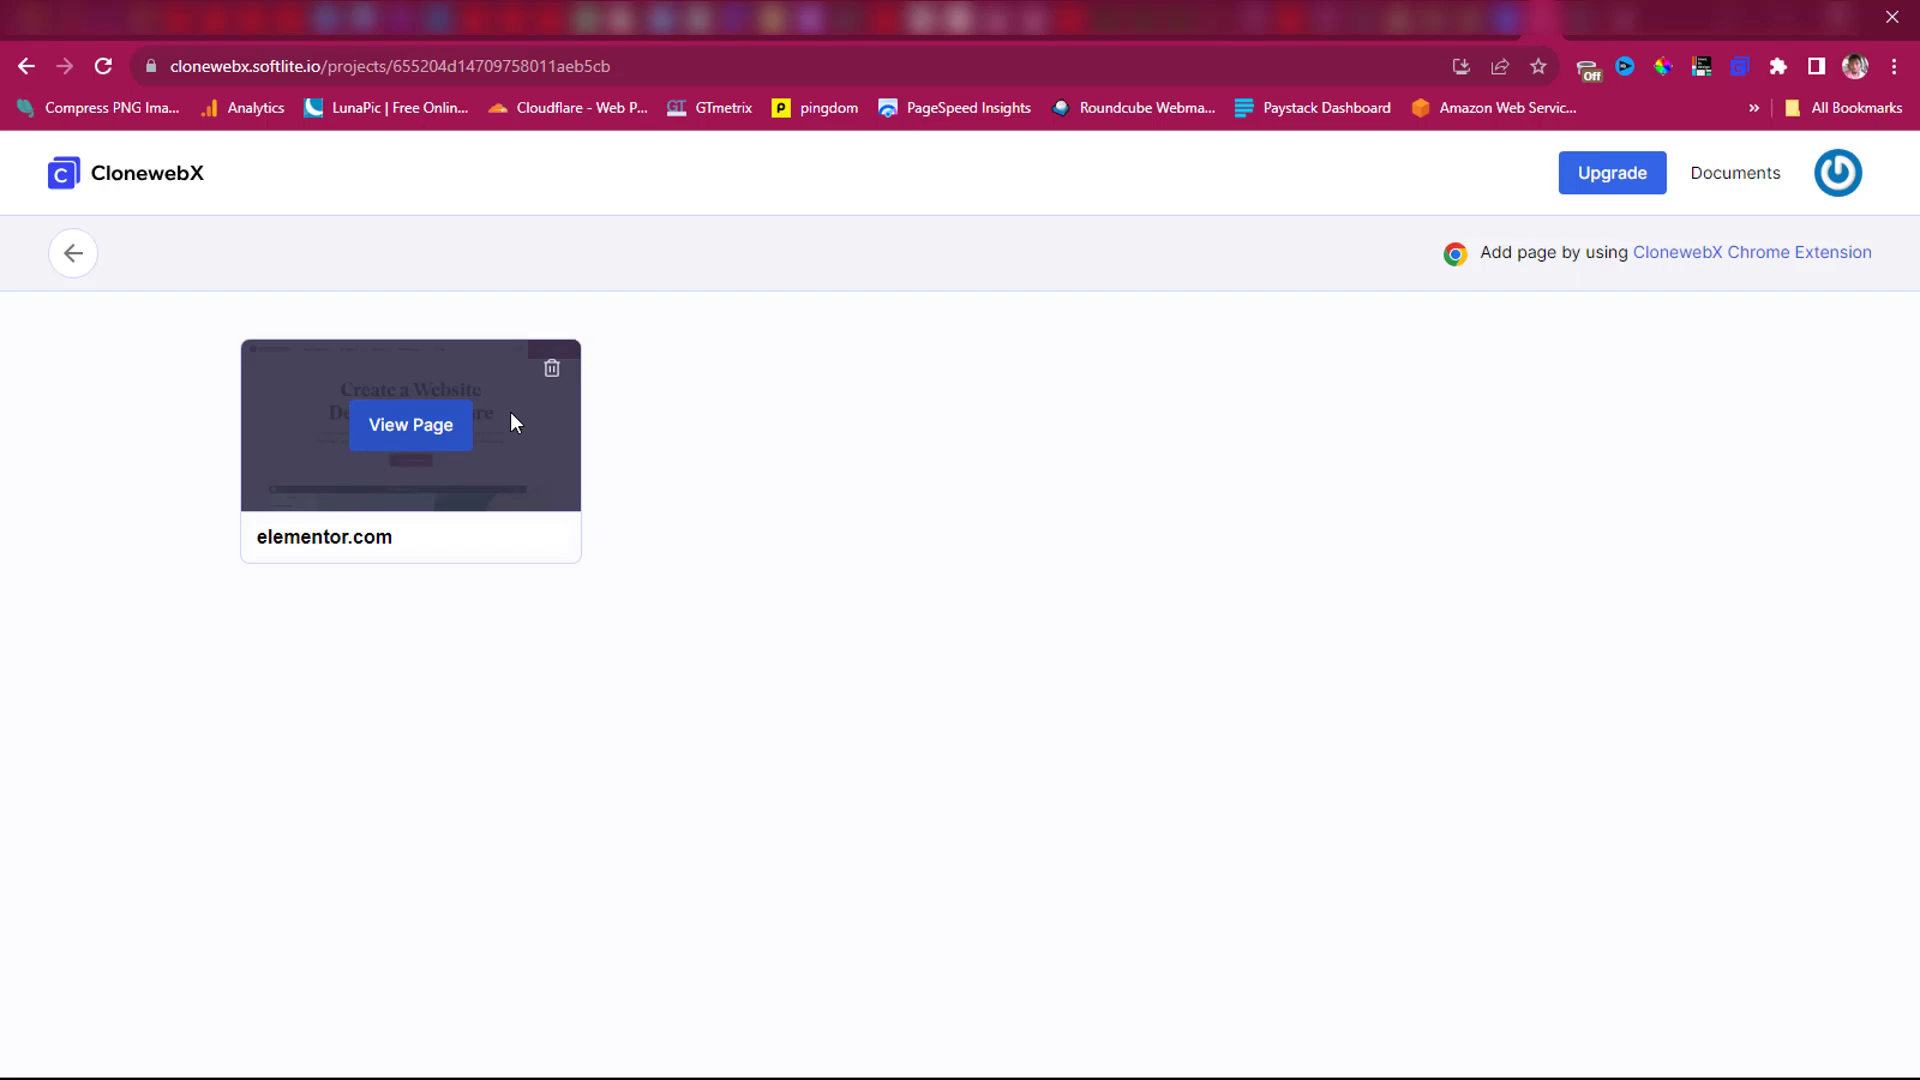 clonewebx.softlite.io/projects/655204d14709758011aeb5cb
Off
Compress PNG Ima... Analytics LunaPic | Free Onlin... Cloudflare - Web P... GTmetrix pingdom PageSpeed Insights Roundcube Webma... Paystack Dashboard Amazon Web Servic... » All Bookmarks
C ClonewebX Upgrade Documents
Add page by using ClonewebX Chrome Extension
Create a Website
View Page
elementor.com